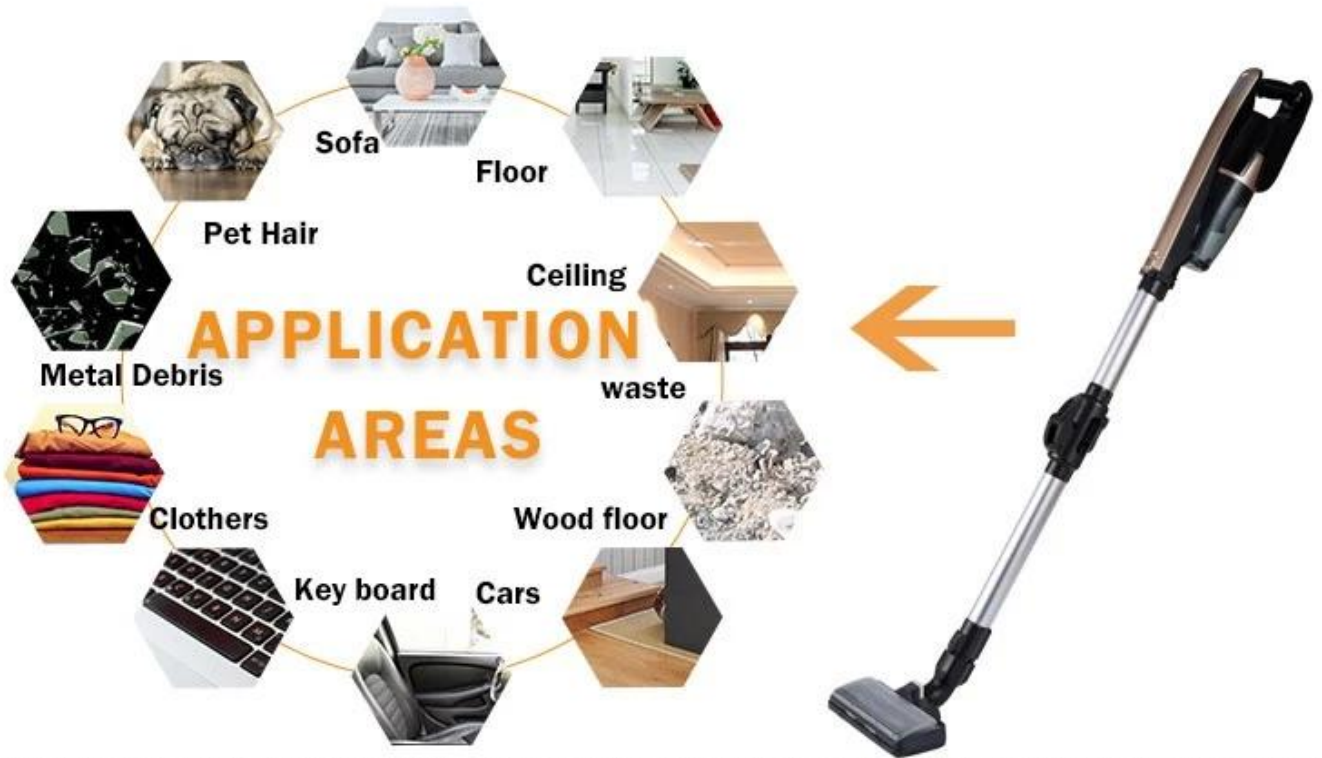 Sofa
Floor
Pet Hair
Ceiling
APPLICATION
Metal Debris
waste
AREAS
Clothers
Wood floor
Key board
Cars